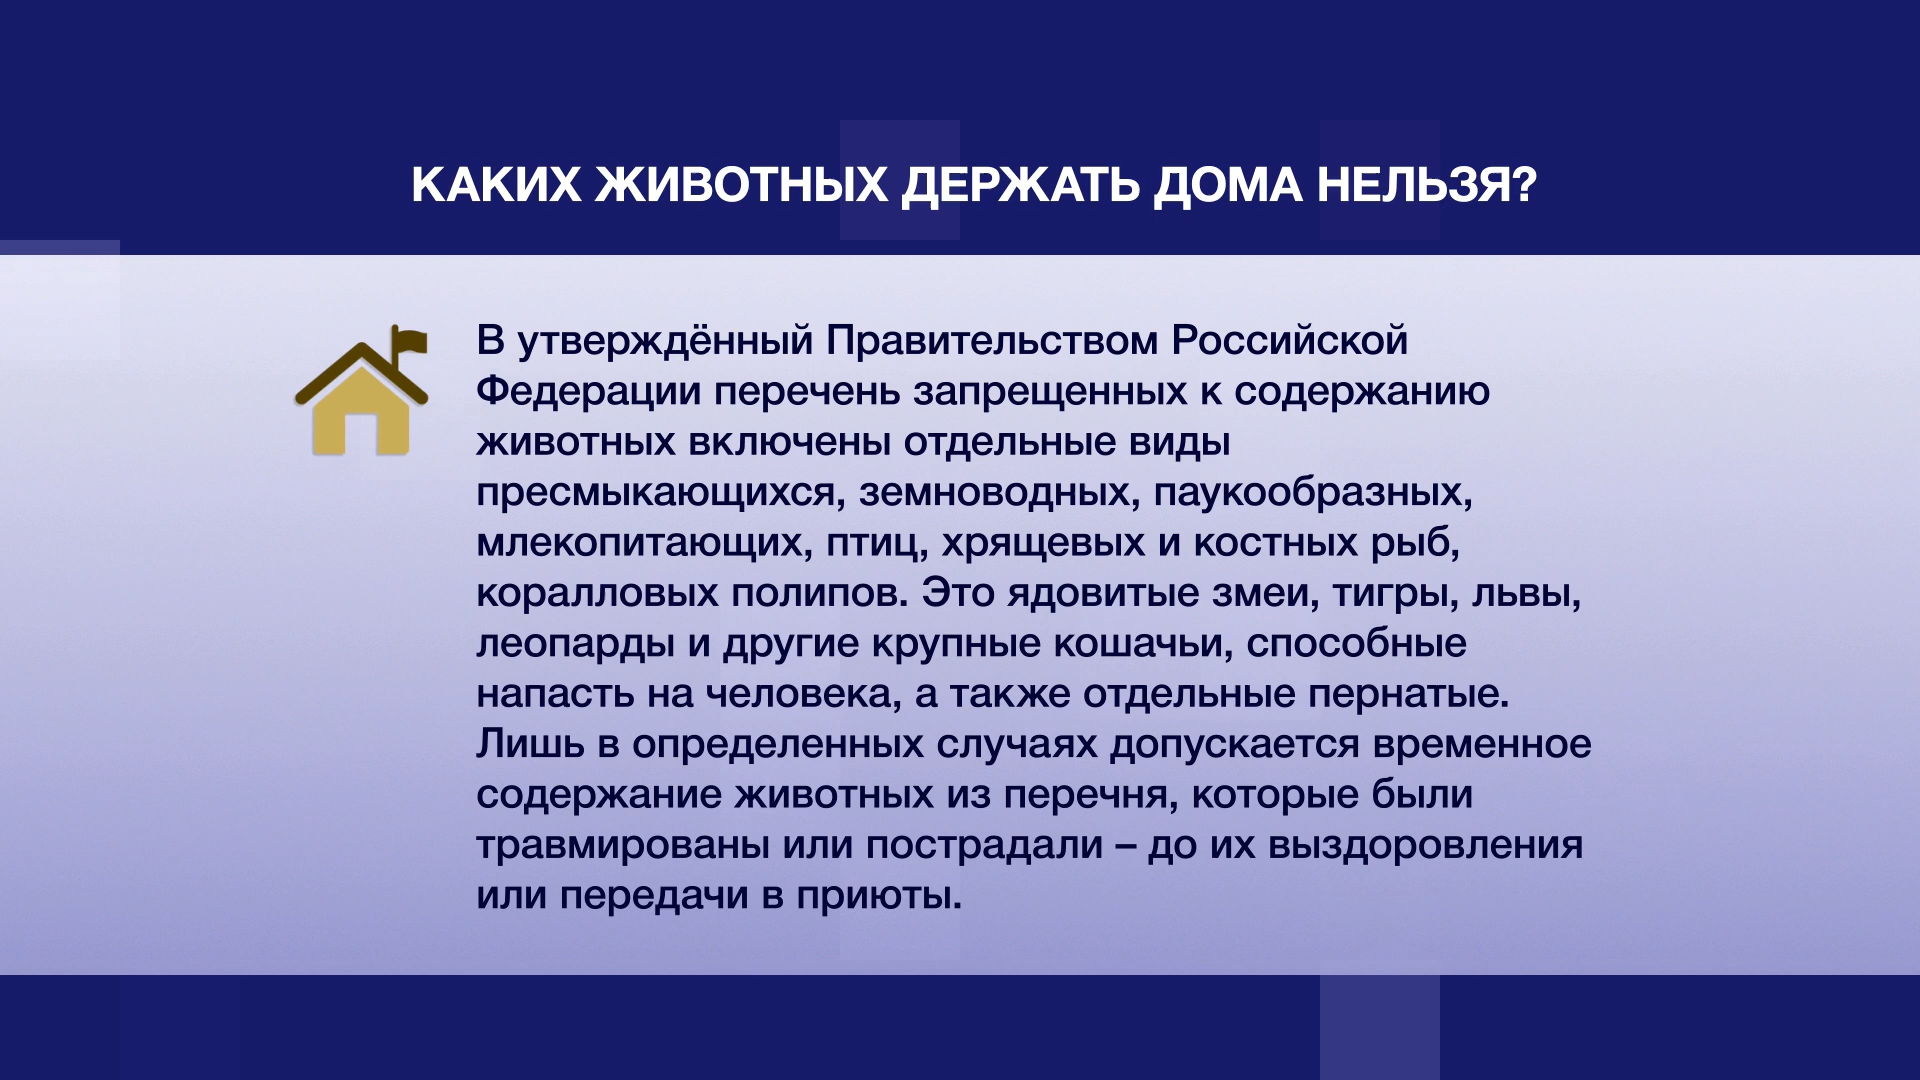 КАКИХ ЖИВОТНЫХ ДЕРЖАТЬ ДОМА НЕЛЬЗЯ?
В утверждённый Правительством Российской
Федерации перечень запрещенных к содержанию
животных включены отдельные виды
пресмыкающихся, земноводных, паукообразных,
млекопитающих, птиц, хрящевых и костных рыб,
коралловых полипов. Это ядовитые змеи, тигры, львы,
леопарды и другие крупные кошачьи, способные
напасть на человека, а также отдельные пернатые.
Лишь в определенных случаях допускается временное
содержание животных из перечня, которые были
травмированы или пострадали – до их выздоровления
или передачи в приюты.